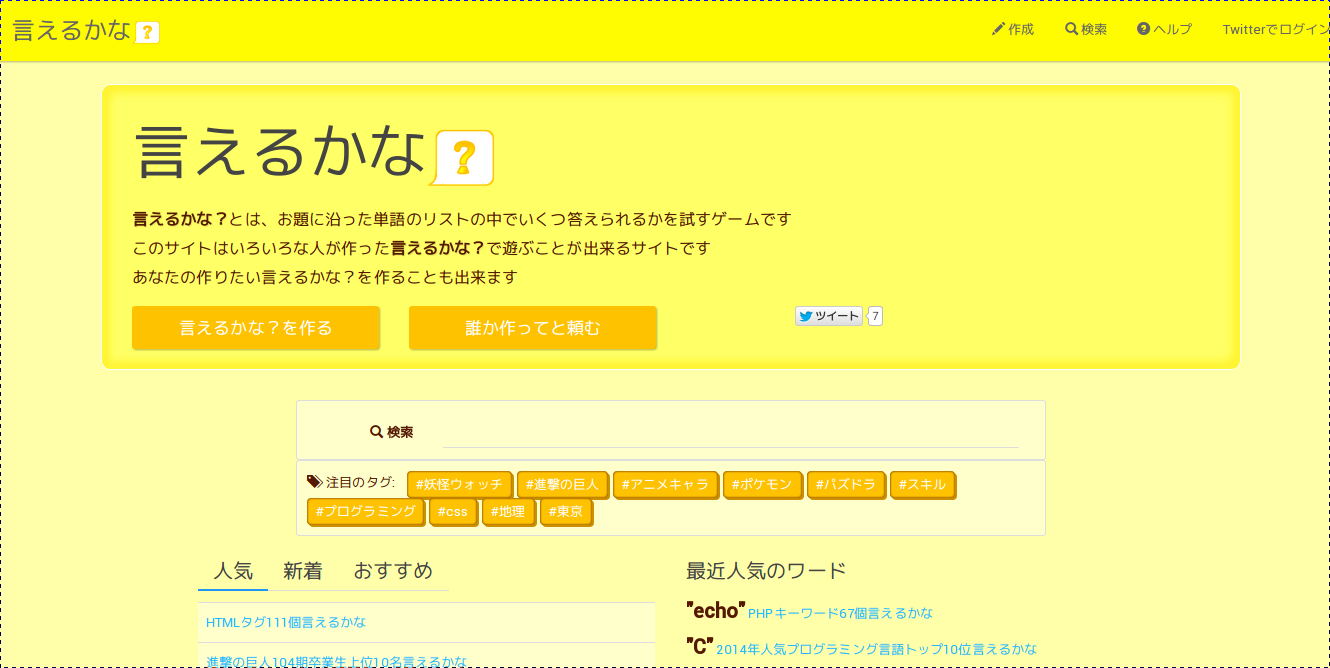 言えるかな?
作成 検索 ヘルプ Twitterでログイン
言えるかな?
言えるかな？とは、お題に沿った単語のリストの中でいくつ答えられるかを試すゲームです
このサイトはいろいろな人が作った言えるかな？で遊ぶことが出来るサイトです
あなたの作りたい言えるかな？を作ることも出来ます
言えるかな？を作る 誰か作ってと頼む ツイート 7
検索
注目のタグ: #妖怪ウォッチ #進撃の巨人 #アニメキャラ #ポケモン #パズドラ #スキル
#プログラミング #css #地理 #東京
人気 新着 おすすめ
最近人気のワード
HTMLタグ111個言えるかな
進撃の巨人104期卒業生上位10名言えるかな
"echo" PHPキーワード67個言えるかな
"C" 2014年人気プログラミング言語トップ10位言えるかな